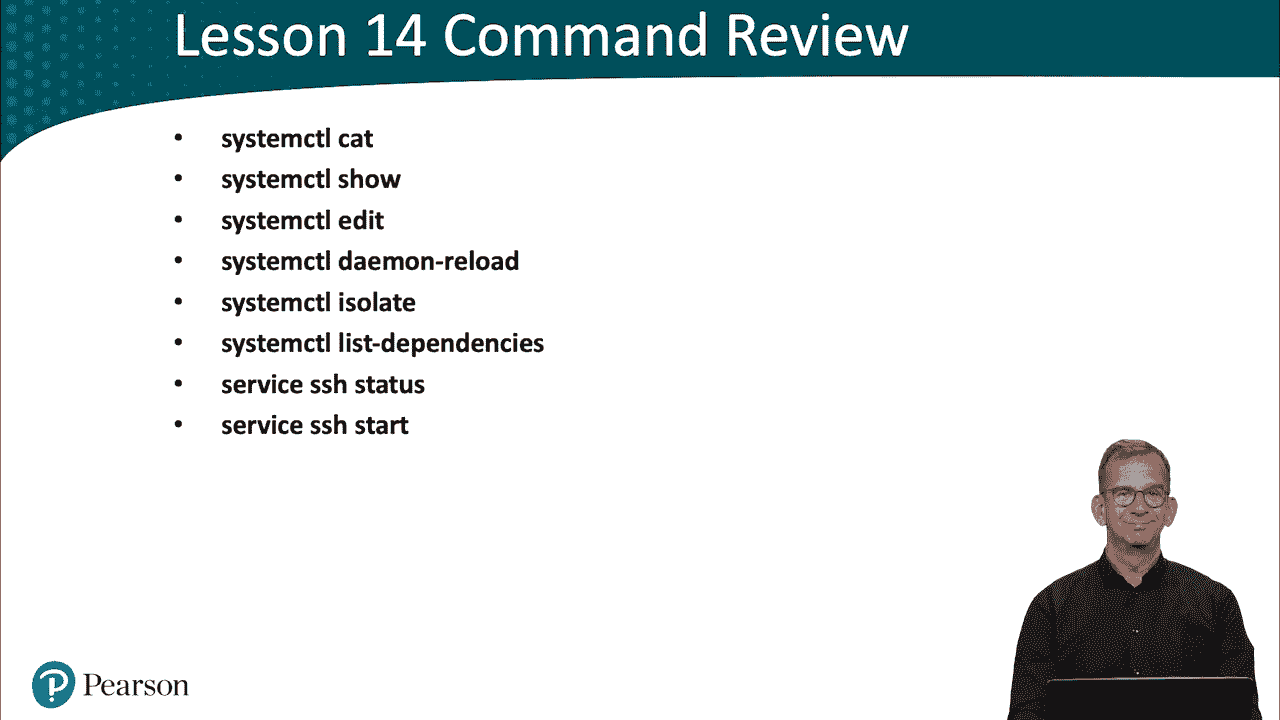 Lesson 14 Command Review
• systemctl cat
• systemctl show
• systemctl edit
• systemctl daemon-reload
• systemctl isolate
• systemctl list-dependencies
• service ssh status
• service ssh start
Pearson